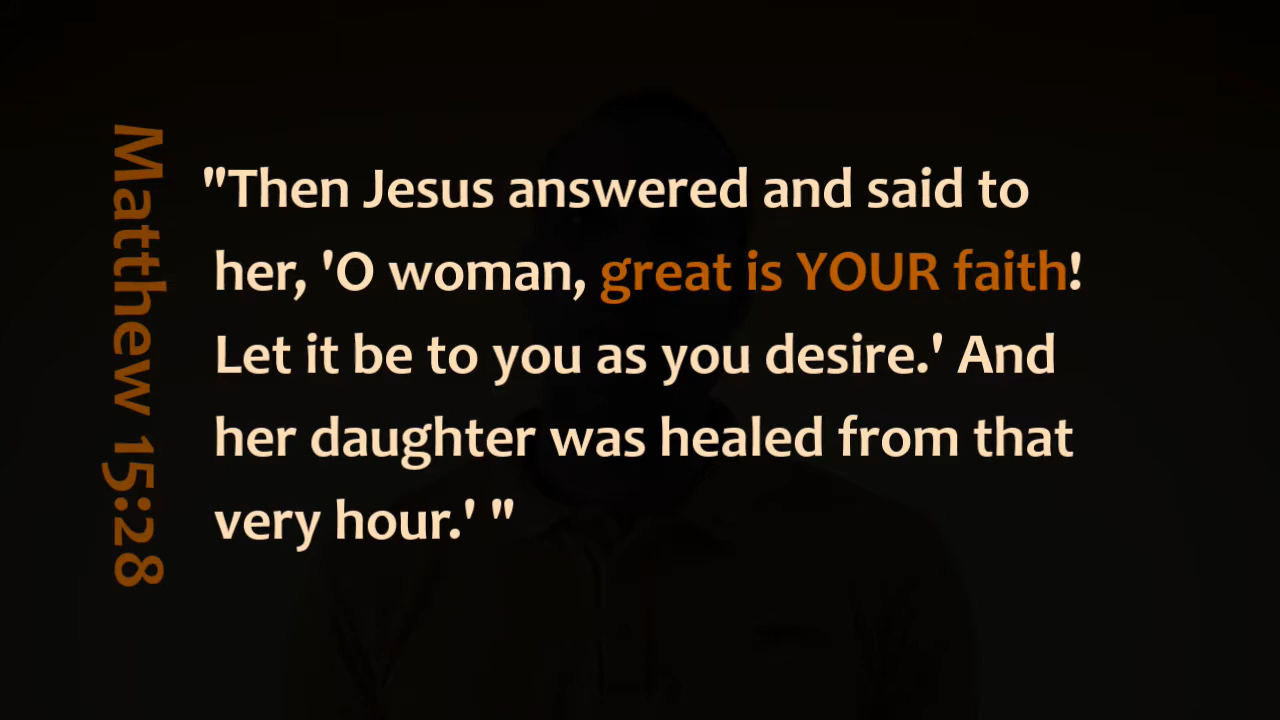 Matthew 15:28
"Then Jesus answered and said to
her, 'O woman, great is YOUR faith!
Let it be to you as you desire.' And
her daughter was healed from that
very hour.' "